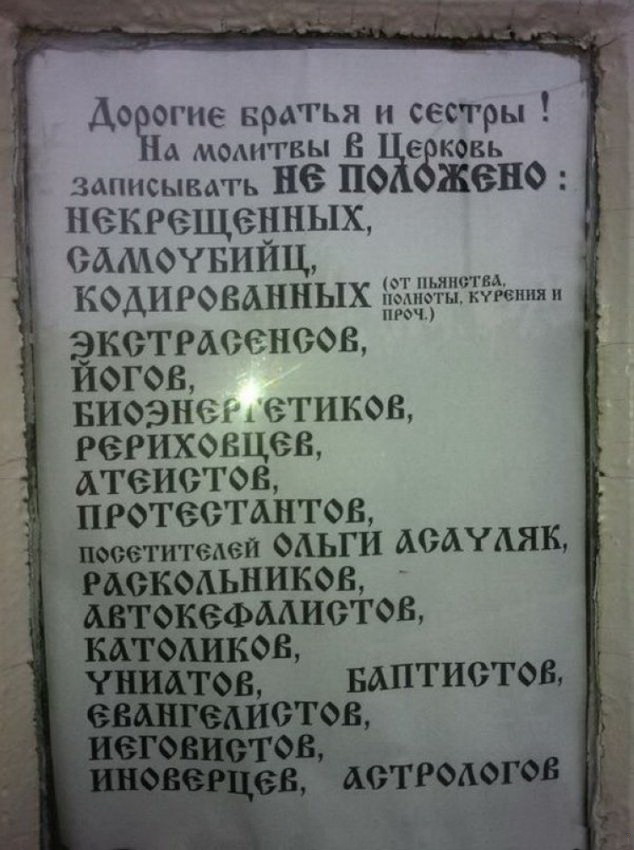 Дорогие братья и сестры !
На молитвы в Церковь
записывать НЕ ПОЛОЖЕНО :
НЕКРЕЩЕННЫХ,
САМОУБИЙЦ,
КОДИРОВАННЫХ (ОТ ПЬЯНСТВА,
ПОЛНОТЫ, КУРЕНИЯ И
ПРОЧ.)
ЭКСТРАСЕНСОВ,
ЙОГОВ,
БИОЭНЕРГЕТИКОВ,
РЕРИХОВЦЕВ,
АТЕИСТОВ,
ПРОТЕСТАНТОВ,
посетителей ОЛЬГИ АСАУЛЯК,
РАСКОЛЬНИКОВ,
АВТОКЕФАЛИСТОВ,
КАТОЛИКОВ,
УНИАТОВ, БАПТИСТОВ,
ЕВАНГЕЛИСТОВ,
ИЕГОВИСТОВ,
ИНОВЕРЦЕВ, АСТРОЛОГОВ